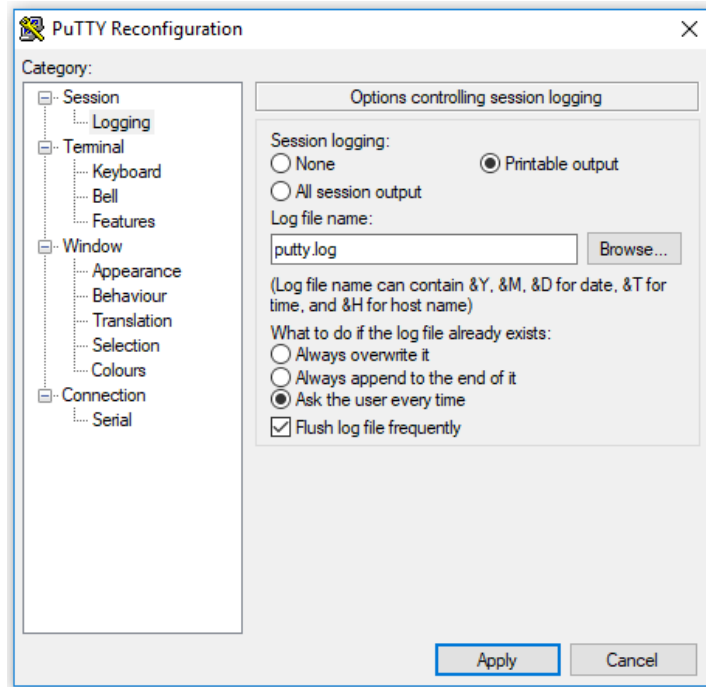 PuTTY Reconfiguration
Category:
Session
Logging
Terminal
Keyboard
Bell
Features
Window
Appearance
Behaviour
Translation
Selection
Colours
Connection
Serial
Options controlling session logging
Session logging:
None
Printable output
All session output
Log file name:
putty.log
Browse...
(Log file name can contain &Y, &M, &D for date, &T for
time, and &H for host name)
What to do if the log file already exists:
Always overwrite it
Always append to the end of it
Ask the user every time
Flush log file frequently
Apply
Cancel